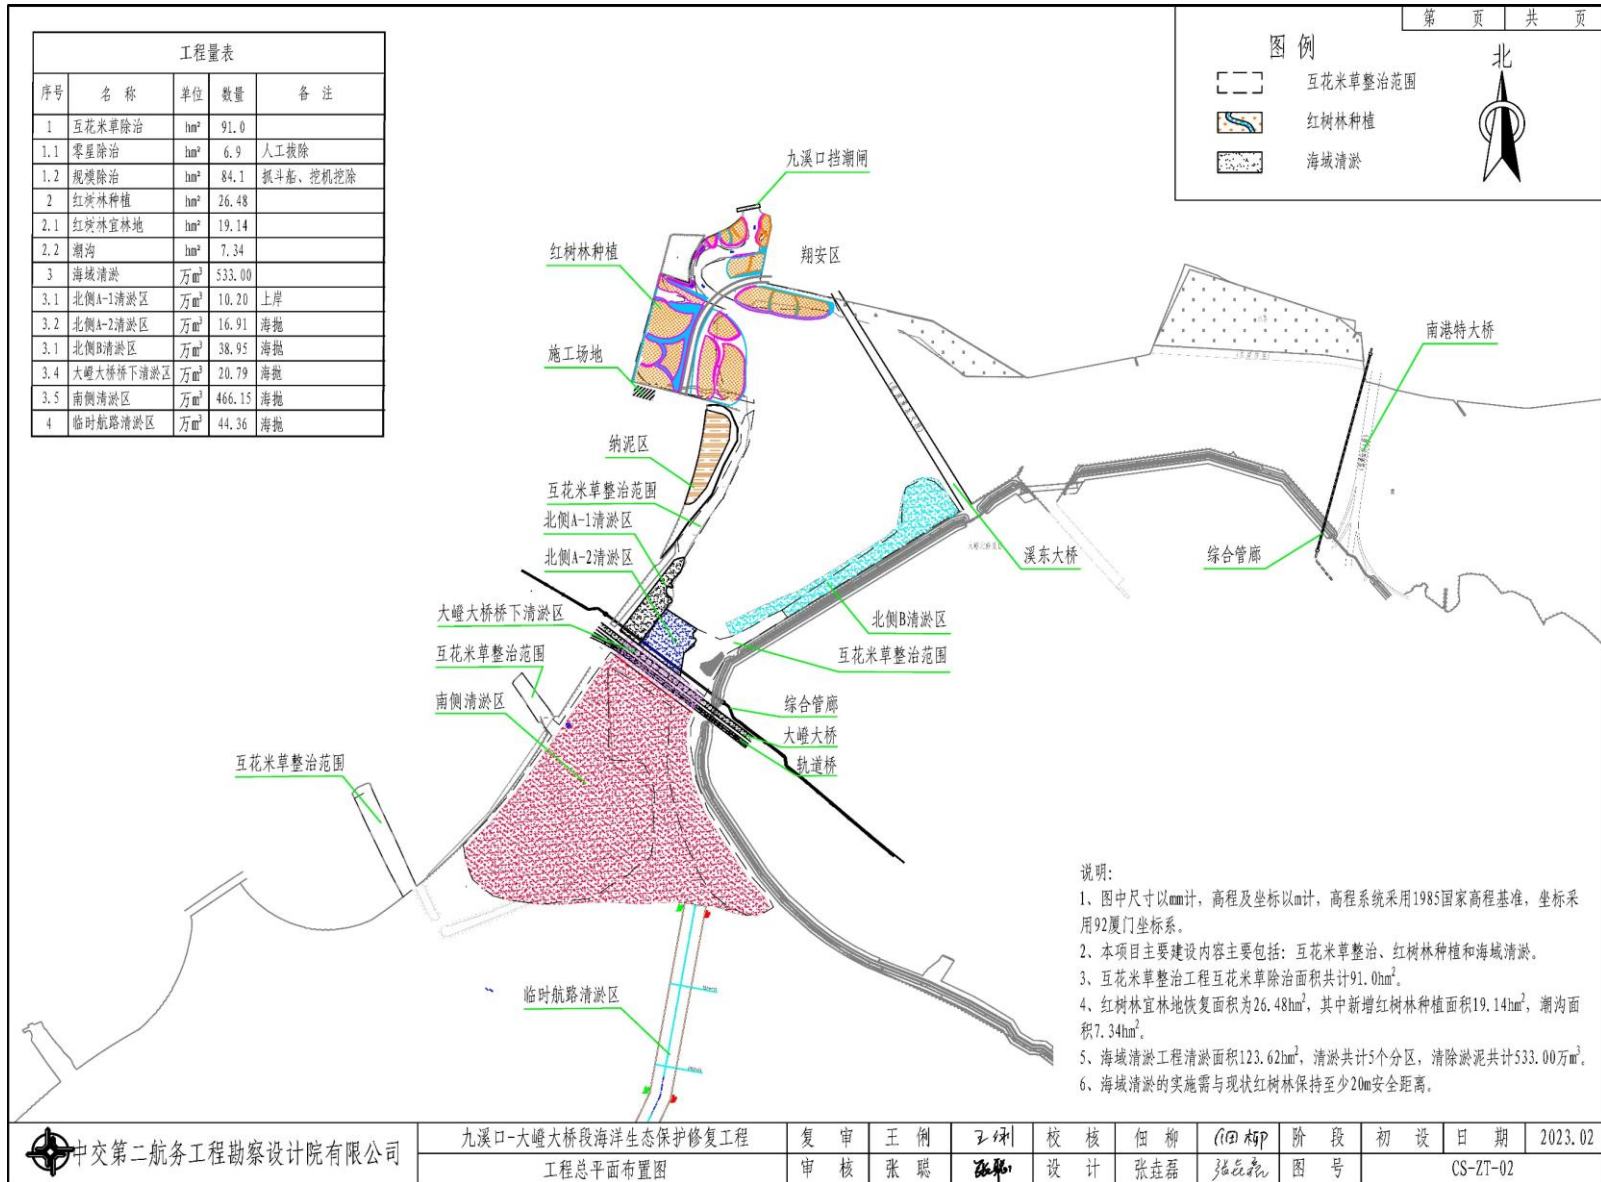 第 页 共 页
工程量表
序号 名 称 单位 数量 备 注
1 互花米草除治 hm² 91.0
1.1 零星除治 hm² 6.9 人工拔除
1.2 规模除治 hm² 84.1 抓斗船、挖机挖除
2 红树林种植 hm² 26.48
2.1 红树林宜林地 hm² 19.14
2.2 潮沟 hm² 7.34
3 海域清淤 万m³ 533.00
3.1 北侧A-1清淤区 万m³ 10.20 上岸
3.2 北侧A-2清淤区 万m³ 16.91 海抛
3.1 北侧B清淤区 万m³ 38.95 海抛
3.4 大嶝大桥桥下清淤区 万m³ 20.79 海抛
3.5 南侧清淤区 万m³ 466.15 海抛
4 临时航路清淤区 万m³ 44.36 海抛
图 例
互花米草整治范围
红树林种植
海域清淤
北
九溪口挡潮闸
红树林种植
翔安区
施工场地
南港特大桥
纳泥区
互花米草整治范围
北侧A-1清淤区
北侧A-2清淤区
溪东大桥
综合管廊
大嶝大桥桥下清淤区
北侧B清淤区
互花米草整治范围
互花米草整治范围
南侧清淤区
综合管廊
大嶝大桥
轨道桥
互花米草整治范围
临时航路清淤区
说明:
1、图中尺寸以mm计，高程及坐标以m计，高程系统采用1985国家高程基准，坐标采
用92厦门坐标系。
2、本项目主要建设内容主要包括：互花米草整治、红树林种植和海域清淤。
3、互花米草整治工程互花米草除治面积共计91.0hm²。
4、红树林宜林地恢复面积为26.48hm²，其中新增红树林种植面积19.14hm²，潮沟面
积7.34hm²。
5、海域清淤工程清淤面积123.62hm²，清淤共计5个分区，清除淤泥共计533.00万m³。
6、海域清淤的实施需与现状红树林保持至少20m安全距离。
中交第二航务工程勘察设计院有限公司
九溪口-大嶝大桥段海洋生态保护修复工程
工程总平面布置图
复 审 王 俐 王俐 校 核 佃 柳 佃柳 阶 段 初 设 日 期 2023.02
审 核 张 聪 张聪 设 计 张垚磊 张垚磊 图 号 CS-ZT-02